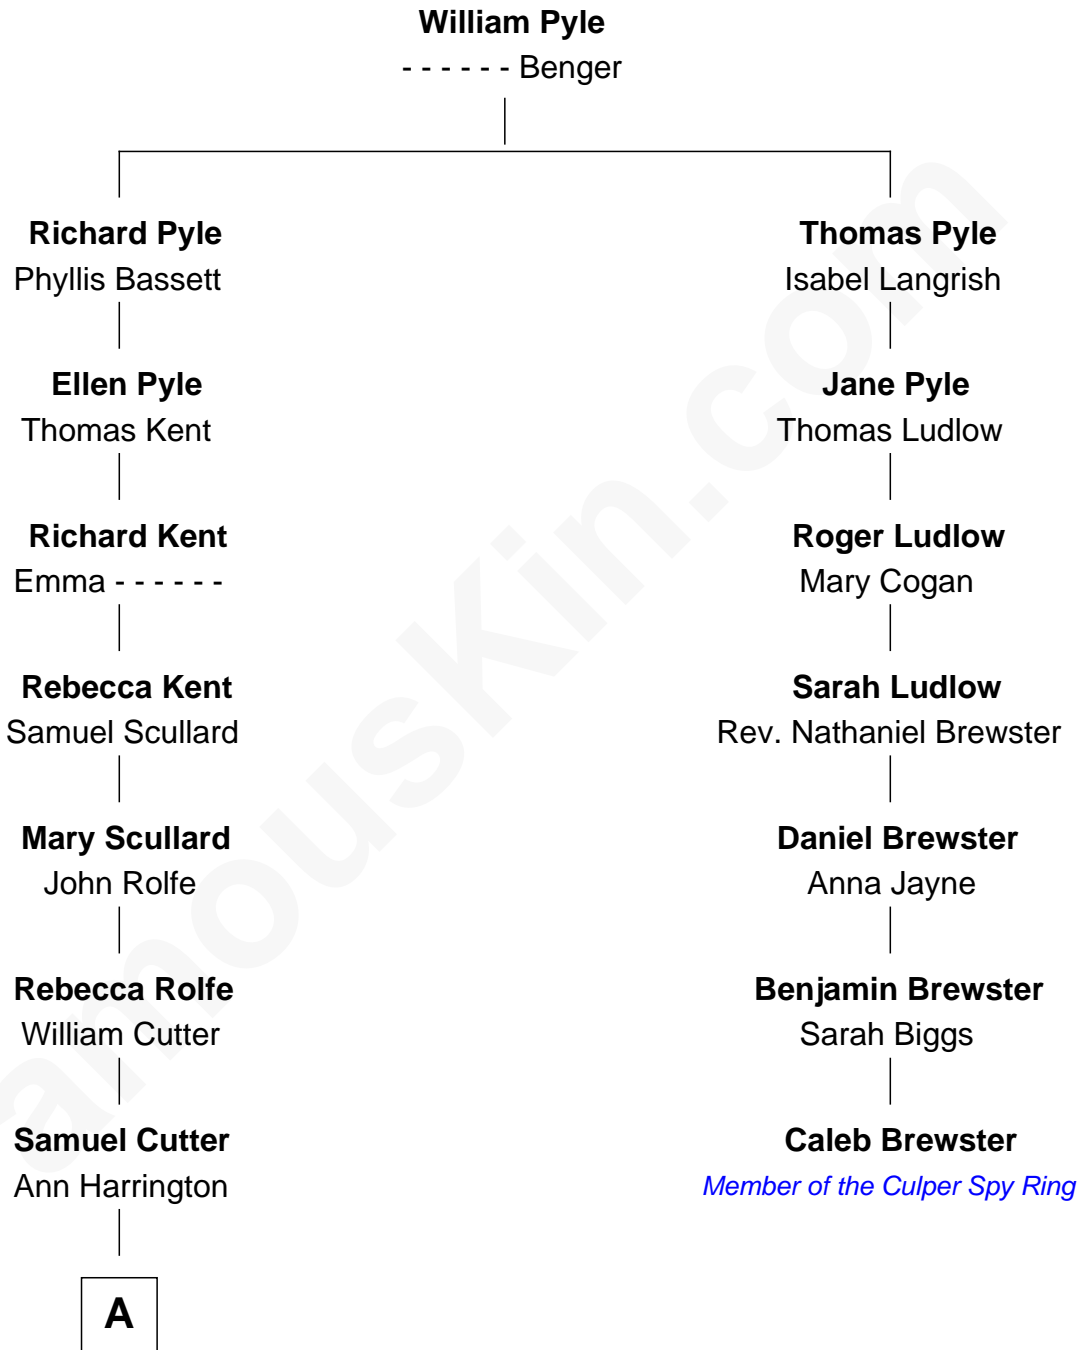 William Pyle
- - - - - - Benger
Richard Pyle
Phyllis Bassett
Thomas Pyle
Isabel Langrish
Ellen Pyle
Thomas Kent
Jane Pyle
Thomas Ludlow
Richard Kent
Emma - - - - - -
Roger Ludlow
Mary Cogan
Rebecca Kent
Samuel Scullard
Sarah Ludlow
Rev. Nathaniel Brewster
Mary Scullard
John Rolfe
Daniel Brewster
Anna Jayne
Rebecca Rolfe
William Cutter
Benjamin Brewster
Sarah Biggs
Samuel Cutter
Ann Harrington
Caleb Brewster
Member of the Culper Spy Ring
A
amouskin.com